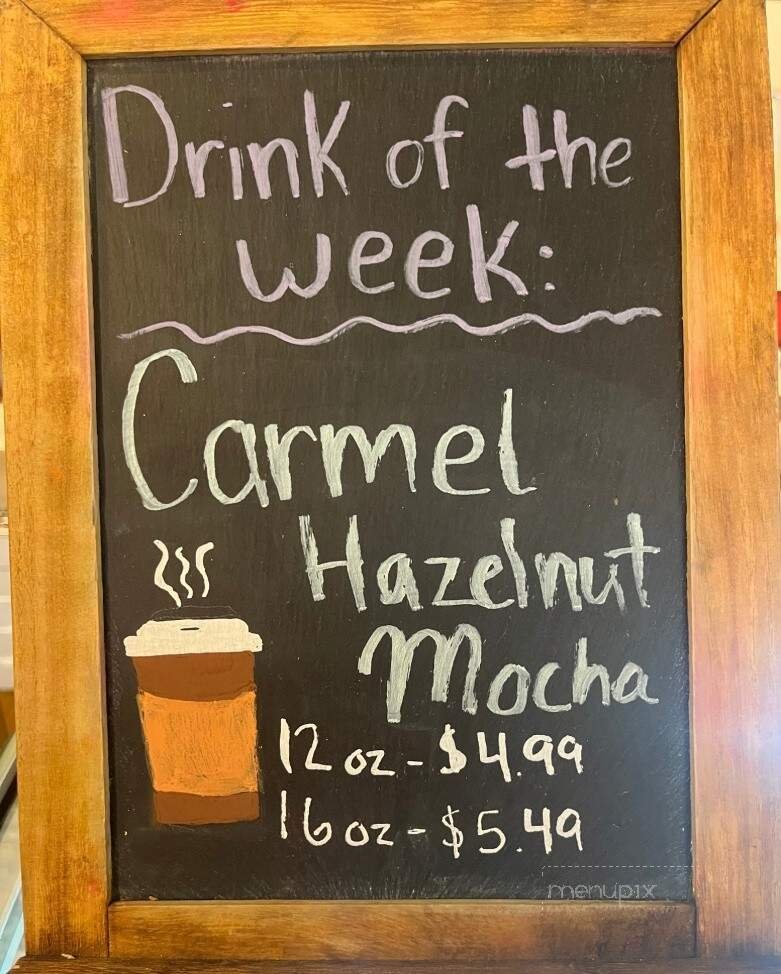 Drink of the
week:
Carmel
Hazelnut
Mocha
12 oz - $4.99
16 oz - $5.49
menupix